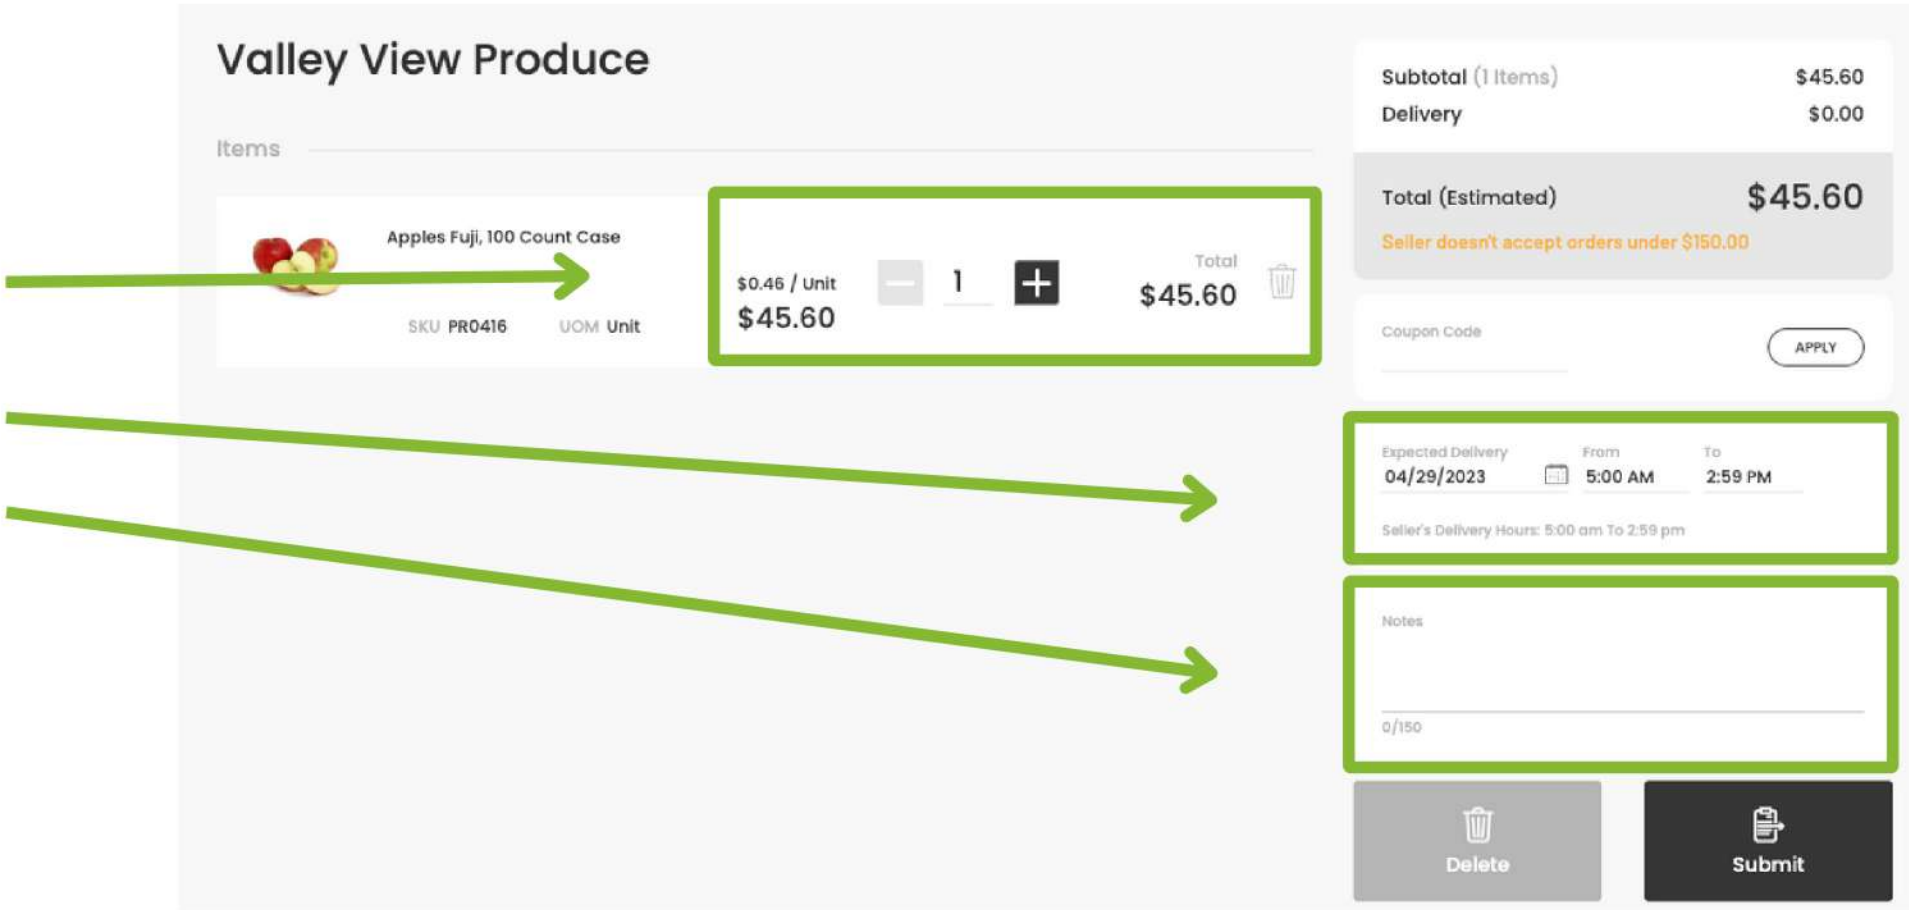 Valley View Produce
Items
Apples Fuji, 100 Count Case
SKU PR0416 UOM Unit
$0.46 / Unit
$45.60
1
Total
$45.60
Subtotal (1 Items) $45.60
Delivery $0.00
Total (Estimated) $45.60
Seller doesn't accept orders under $150.00
Coupon Code
APPLY
Expected Delivery From To
04/29/2023 5:00 AM 2:59 PM
Seller's Delivery Hours: 5:00 am To 2:59 pm
Notes
0/150
Delete
Submit